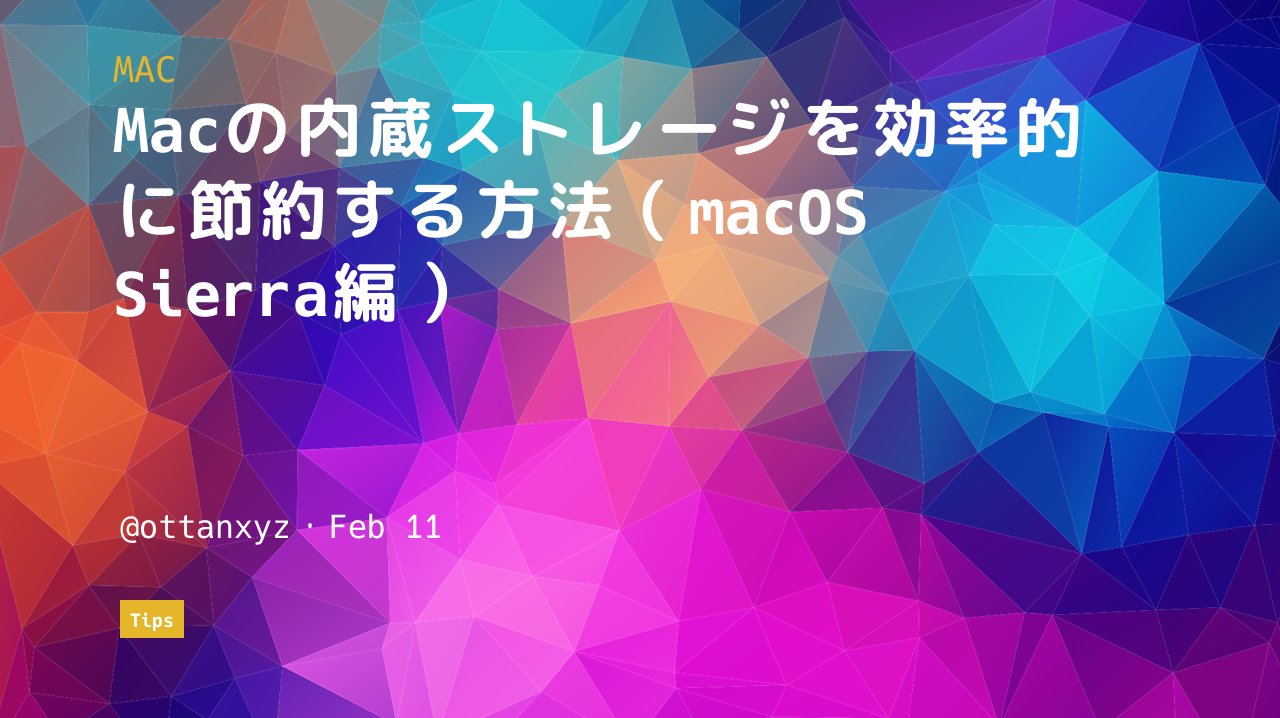 MAC
Macの内蔵ストレージを効率的
に節約する方法（macOS
Sierra編）
@ottanxyz・Feb 11
Tips